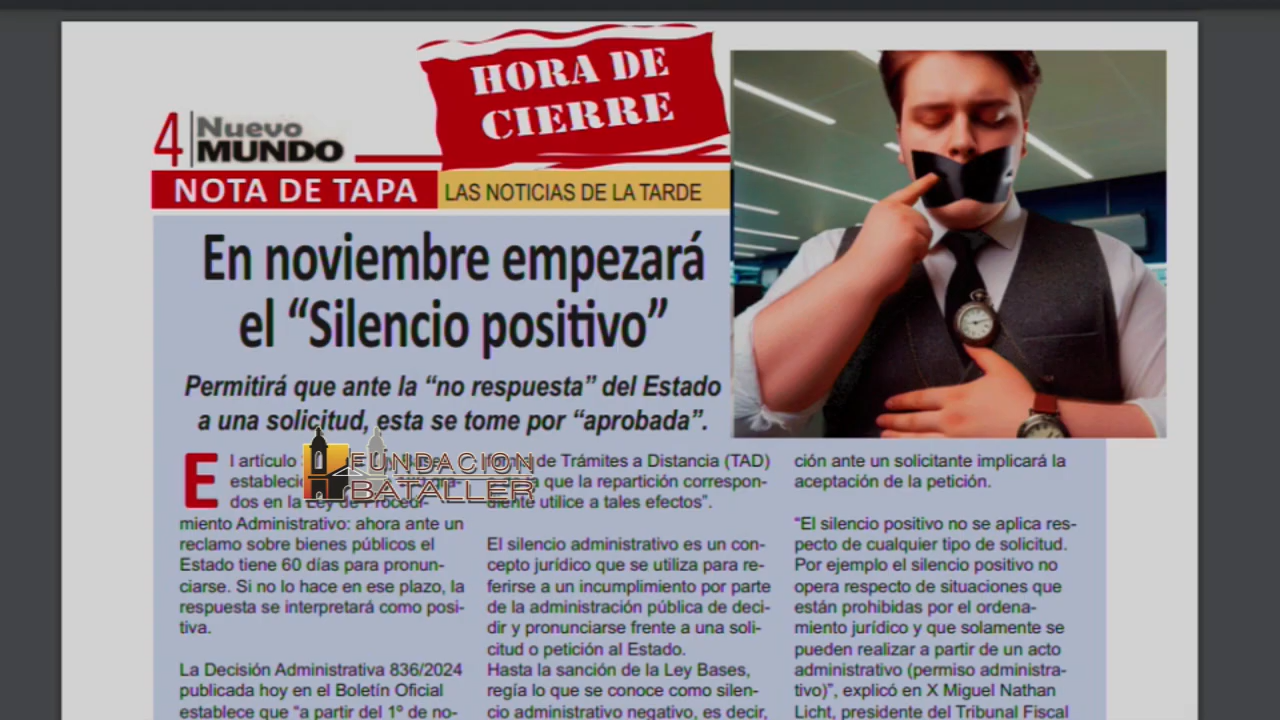 HORA DE
CIERRE
4 Nuevo
MUNDO
NOTA DE TAPA
LAS NOTICIAS DE LA TARDE
En noviembre empezará
el “Silencio positivo”
Permitirá que ante la “no respuesta” del Estado
a una solicitud, esta se tome por “aprobada”.
FUNDACION
BATALLER
El artículo
dos en la Ley de Procedi-
miento Administrativo: ahora ante un
reclamo sobre bienes públicos el
Estado tiene 60 días para pronun-
ciarse. Si no lo hace en ese plazo, la
respuesta se interpretará como posi-
tiva.
La Decisión Administrativa 836/2024
publicada hoy en el Boletín Oficial
establece que “a partir del 1º de no-
de Trámites a Distancia (TAD)
que la repartición correspon-
diente utilice a tales efectos”.
El silencio administrativo es un con-
cepto jurídico que se utiliza para re-
ferirse a un incumplimiento por parte
de la administración pública de deci-
dir y pronunciarse frente a una soli-
citud o petición al Estado.
Hasta la sanción de la Ley Bases,
regía lo que se conoce como silen-
cio administrativo negativo, es decir,
ción ante un solicitante implicará la
aceptación de la petición.
“El silencio positivo no se aplica res-
pecto de cualquier tipo de solicitud.
Por ejemplo el silencio positivo no
opera respecto de situaciones que
están prohibidas por el ordena-
miento jurídico y que solamente se
pueden realizar a partir de un acto
administrativo (permiso administra-
tivo)”, explicó en X Miguel Nathan
Licht, presidente del Tribunal Fiscal